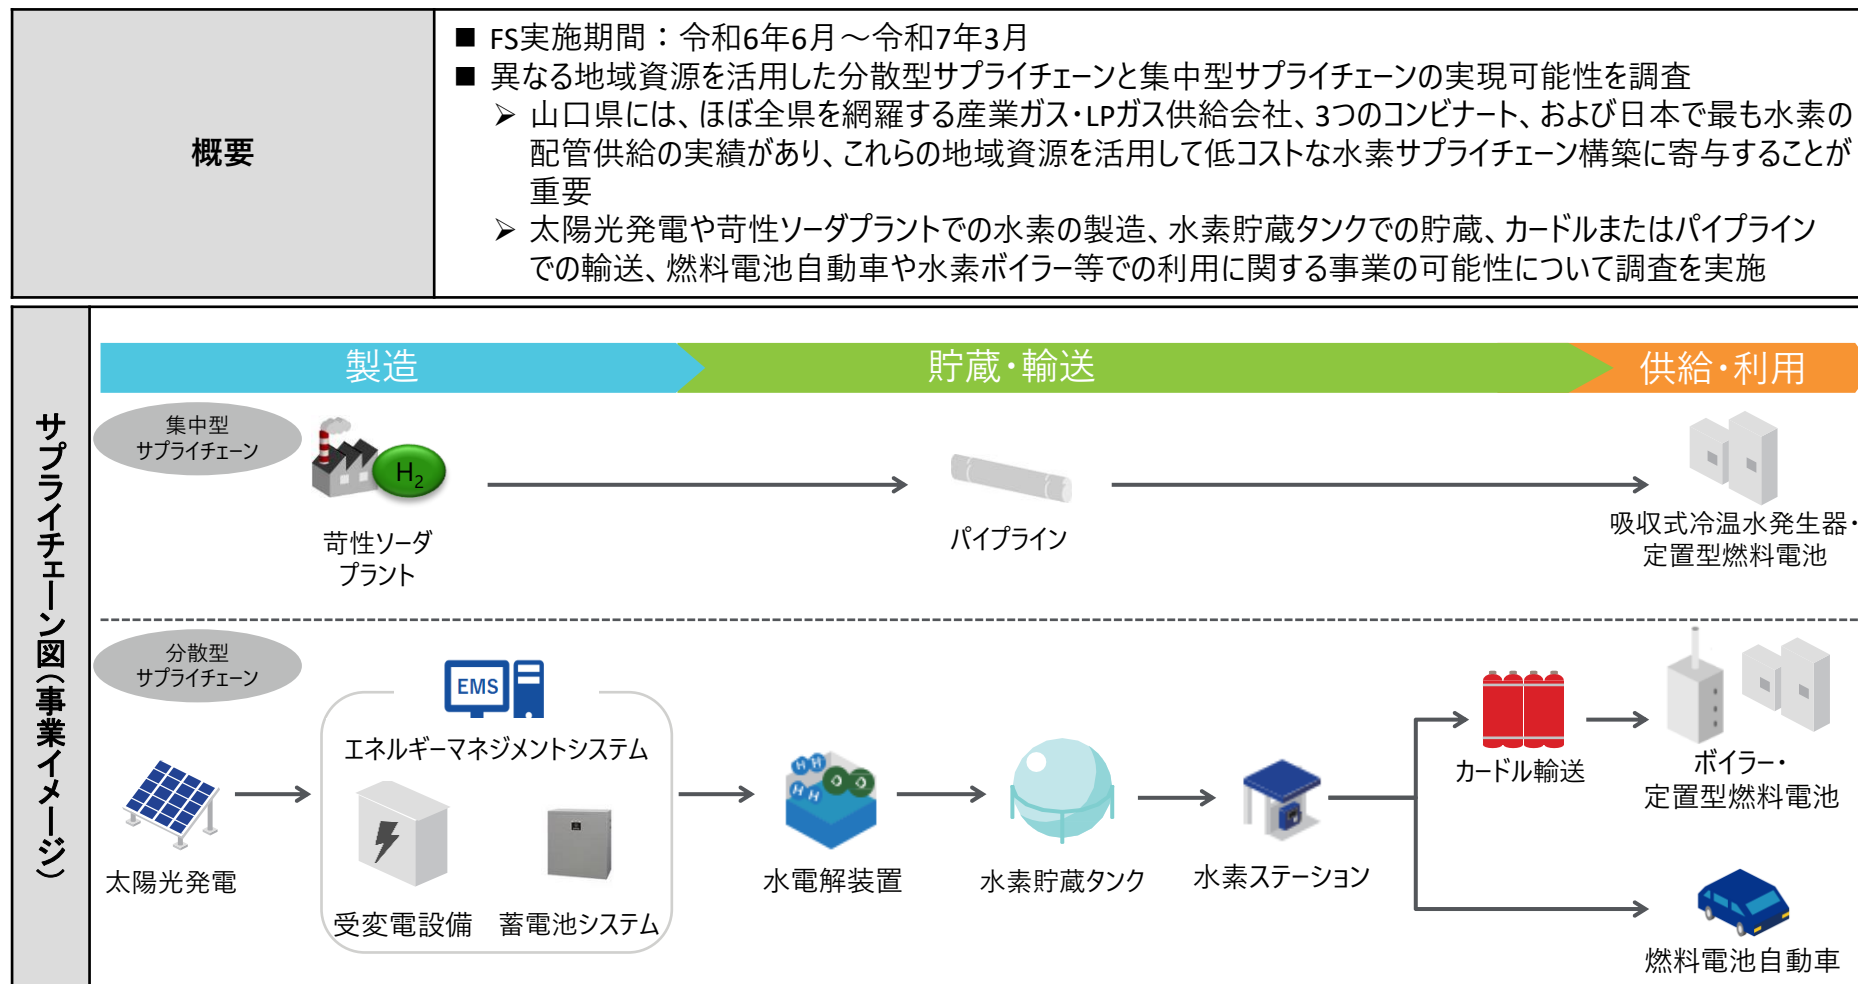 概要
■ FS実施期間：令和6年6月～令和7年3月
■ 異なる地域資源を活用した分散型サプライチェーンと集中型サプライチェーンの実現可能性を調査
➢ 山口県には、ほぼ全県を網羅する産業ガス・LPガス供給会社、3つのコンビナート、および日本で最も水素の
配管供給の実績があり、これらの地域資源を活用して低コストな水素サプライチェーン構築に寄与することが
重要
➢ 太陽光発電や苛性ソーダプラントでの水素の製造、水素貯蔵タンクでの貯蔵、カードルまたはパイプライン
での輸送、燃料電池自動車や水素ボイラー等での利用に関する事業の可能性について調査を実施
サプライチェーン図（事業イメージ）
製造
貯蔵・輸送
供給・利用
集中型
サプライチェーン
H2
苛性ソーダ
プラント
パイプライン
吸収式冷温水発生器・
定置型燃料電池
分散型
サプライチェーン
EMS
エネルギーマネジメントシステム
太陽光発電
受変電設備
蓄電池システム
H H
H H
O O
水電解装置
水素貯蔵タンク
水素ステーション
カードル輸送
ボイラー・
定置型燃料電池
燃料電池自動車